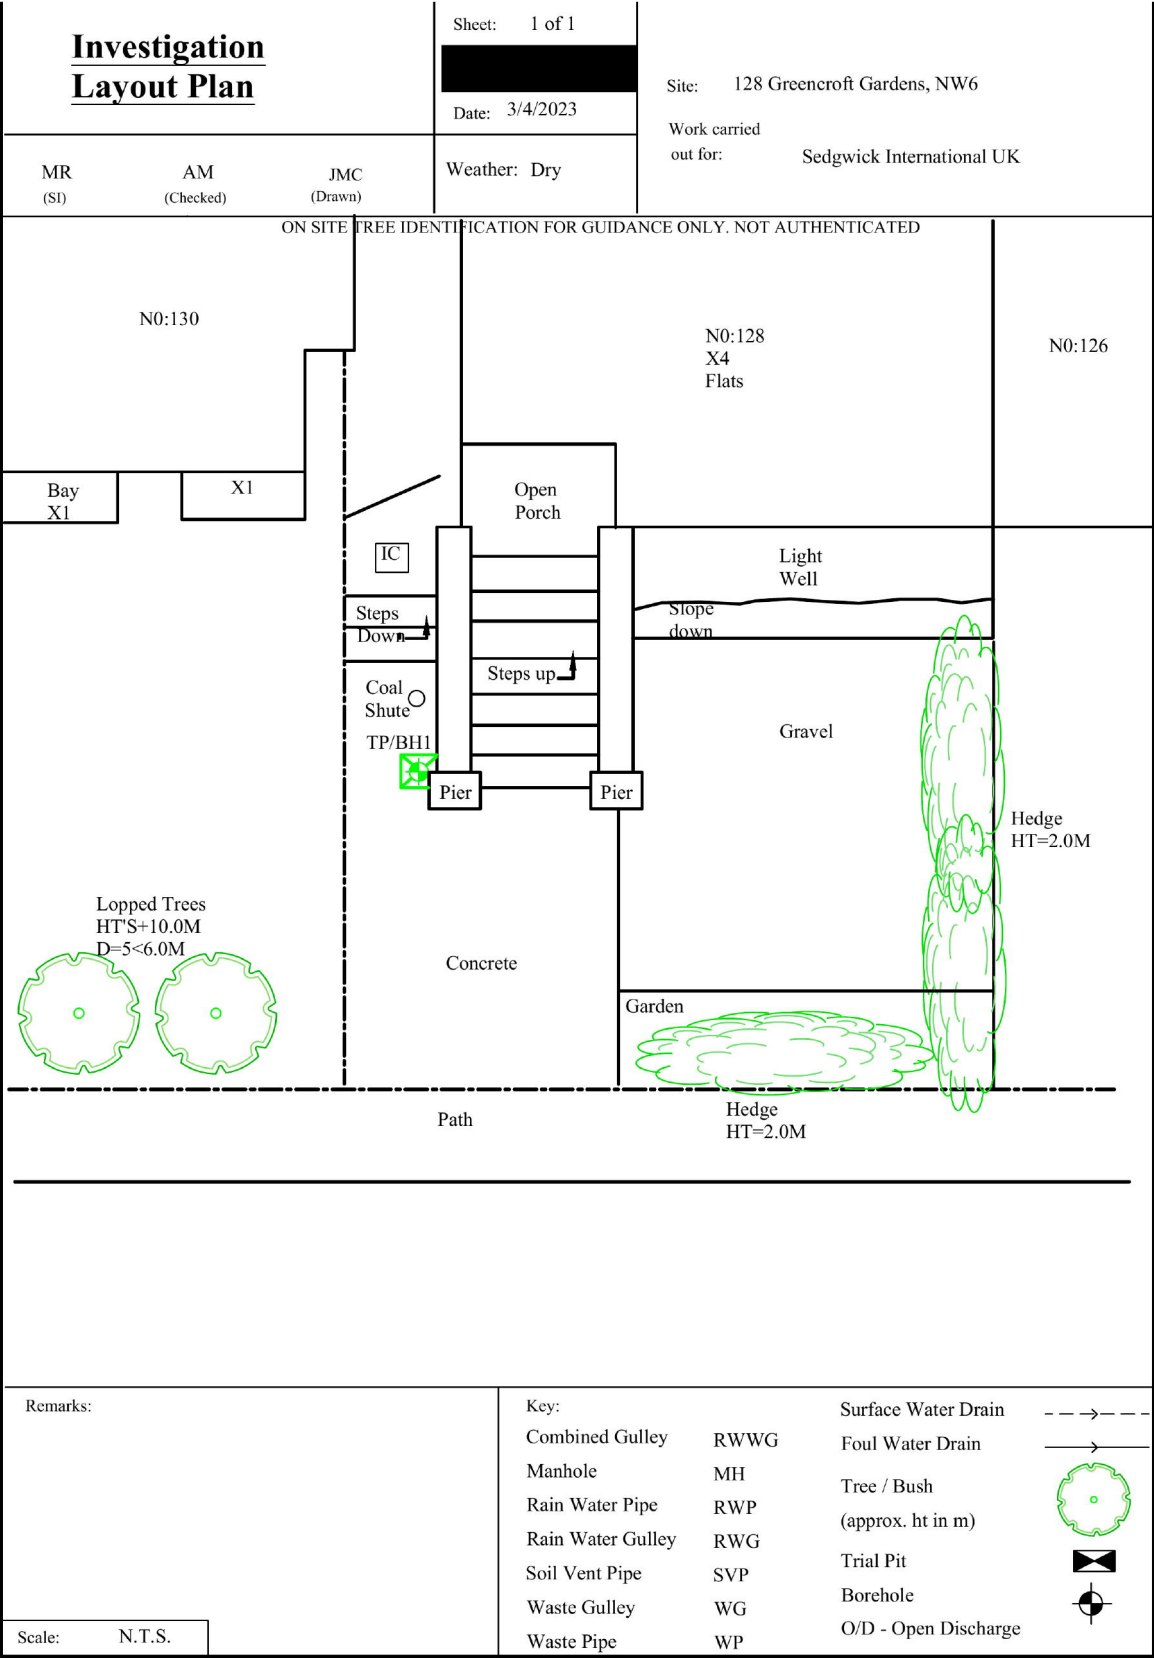 Investigation
Layout Plan
Sheet: 1 of 1
Date: 3/4/2023
Site: 128 Greencroft Gardens, NW6
Work carried
out for: Sedgwick International UK
MR
(SI)
AM
(Checked)
JMC
(Drawn)
Weather: Dry
ON SITE TREE IDENTIFICATION FOR GUIDANCE ONLY. NOT AUTHENTICATED
N0:130
N0:128
X4
Flats
N0:126
Bay
X1
X1
Open
Porch
IC
Light
Well
Steps
Down
Slope
down
Steps up
Coal
Shute
TP/BH1
Gravel
Pier
Pier
Hedge
HT=2.0M
Lopped Trees
HT'S+10.0M
D=5<6.0M
Concrete
Garden
Path
Hedge
HT=2.0M
Remarks:
Scale: N.T.S.
Key:
Combined Gulley RWWG
Manhole MH
Rain Water Pipe RWP
Rain Water Gulley RWG
Soil Vent Pipe SVP
Waste Gulley WG
Waste Pipe WP
Surface Water Drain
Foul Water Drain
Tree / Bush
(approx. ht in m)
Trial Pit
Borehole
O/D - Open Discharge